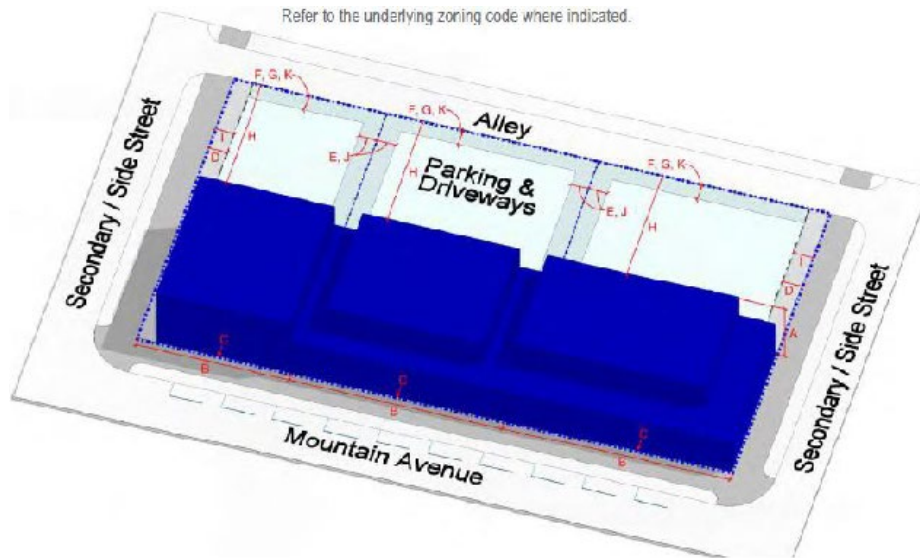 Refer to the underlying zoning code where indicated.
F, G, K
F, G, K
Alley
F, G, K
Secondary / Side Street
I
H
D
E, J
H
Parking &
Driveways
E, J
H
I
D
A
Secondary / Side Street
C
B
C
B
C
B
Mountain Avenue